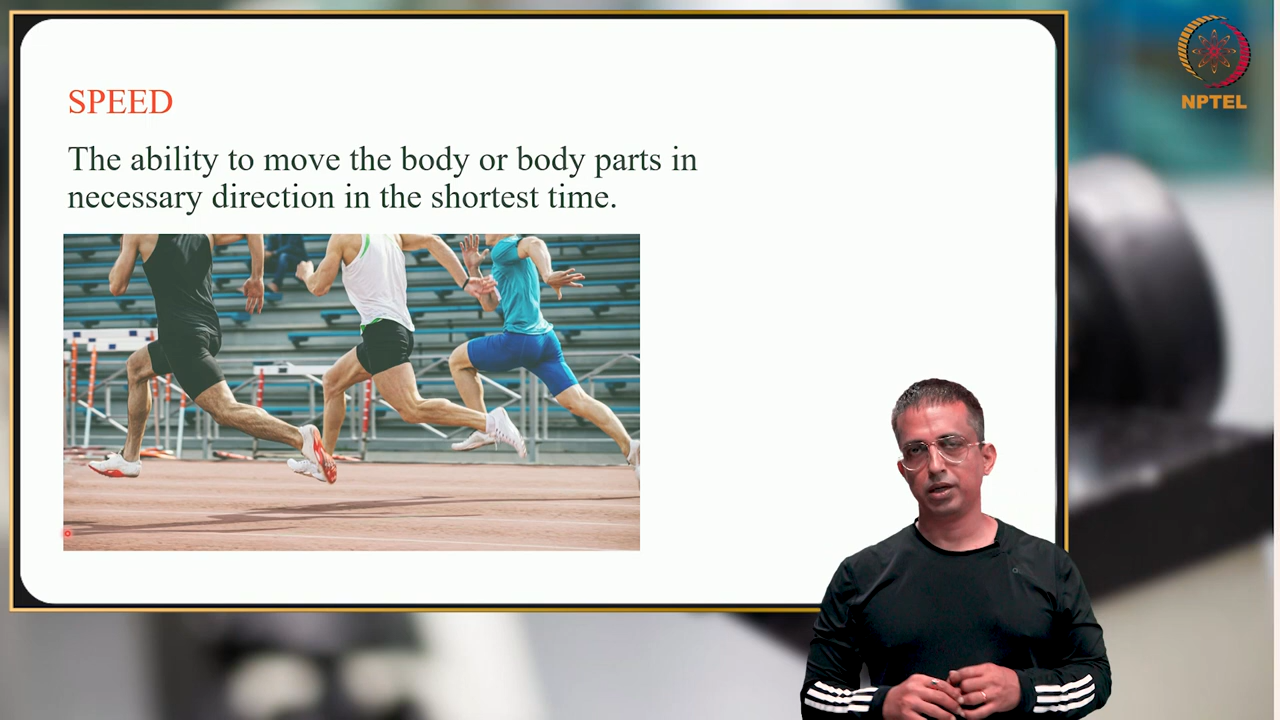 SPEED
The ability to move the body or body parts in
necessary direction in the shortest time.
NPTEL